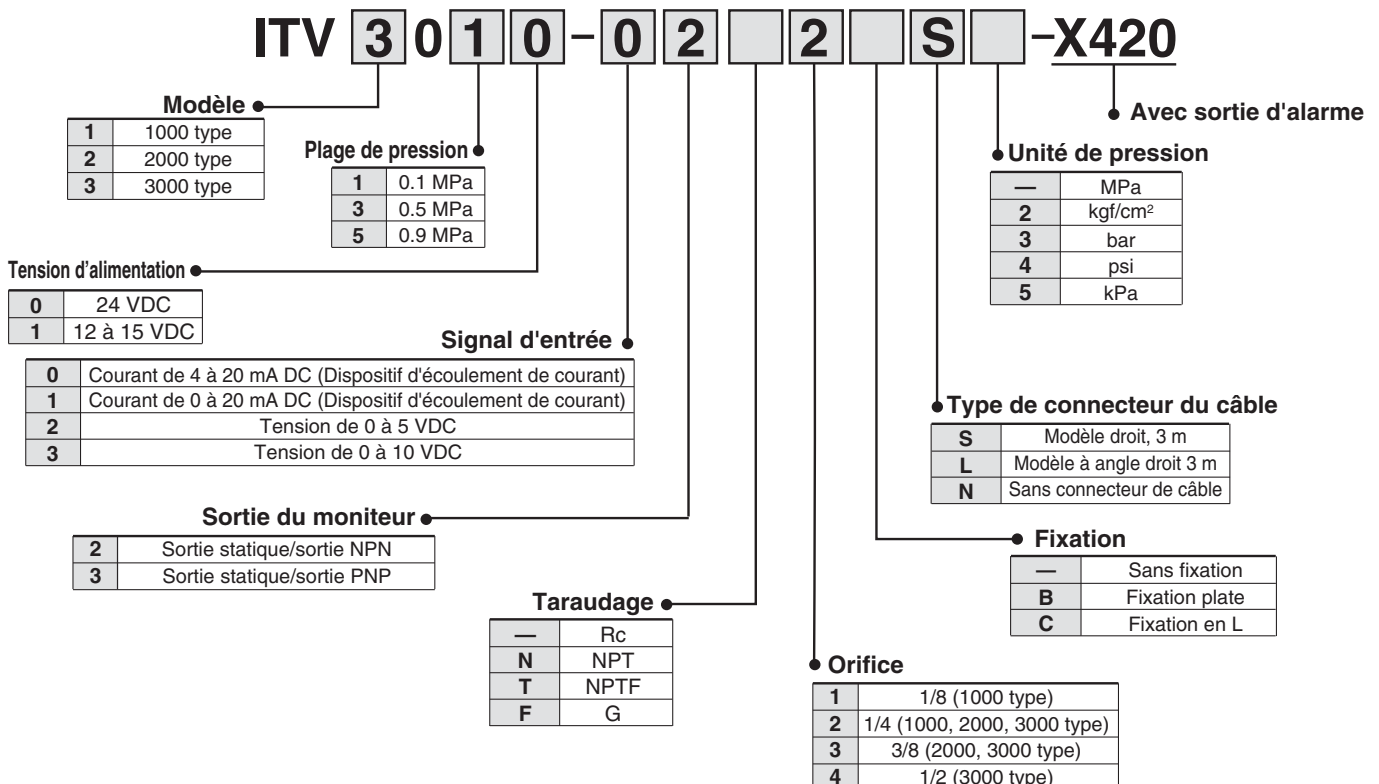 ITV 3 0 1 0 - 0 2 2 S -X420
Modèle
1 1000 type
2 2000 type
3 3000 type
Plage de pression
1 0.1 MPa
3 0.5 MPa
5 0.9 MPa
Avec sortie d'alarme
Unité de pression
— MPa
2 kgf/cm²
3 bar
4 psi
5 kPa
Tension d'alimentation
0 24 VDC
1 12 à 15 VDC
Signal d'entrée
0 Courant de 4 à 20 mA DC (Dispositif d'écoulement de courant)
1 Courant de 0 à 20 mA DC (Dispositif d'écoulement de courant)
2 Tension de 0 à 5 VDC
3 Tension de 0 à 10 VDC
Type de connecteur du câble
S Modèle droit, 3 m
L Modèle à angle droit 3 m
N Sans connecteur de câble
Sortie du moniteur
2 Sortie statique/sortie NPN
3 Sortie statique/sortie PNP
Fixation
— Sans fixation
B Fixation plate
C Fixation en L
Taraudage
— Rc
N NPT
T NPTF
F G
Orifice
1 1/8 (1000 type)
2 1/4 (1000, 2000, 3000 type)
3 3/8 (2000, 3000 type)
4 1/2 (3000 type)